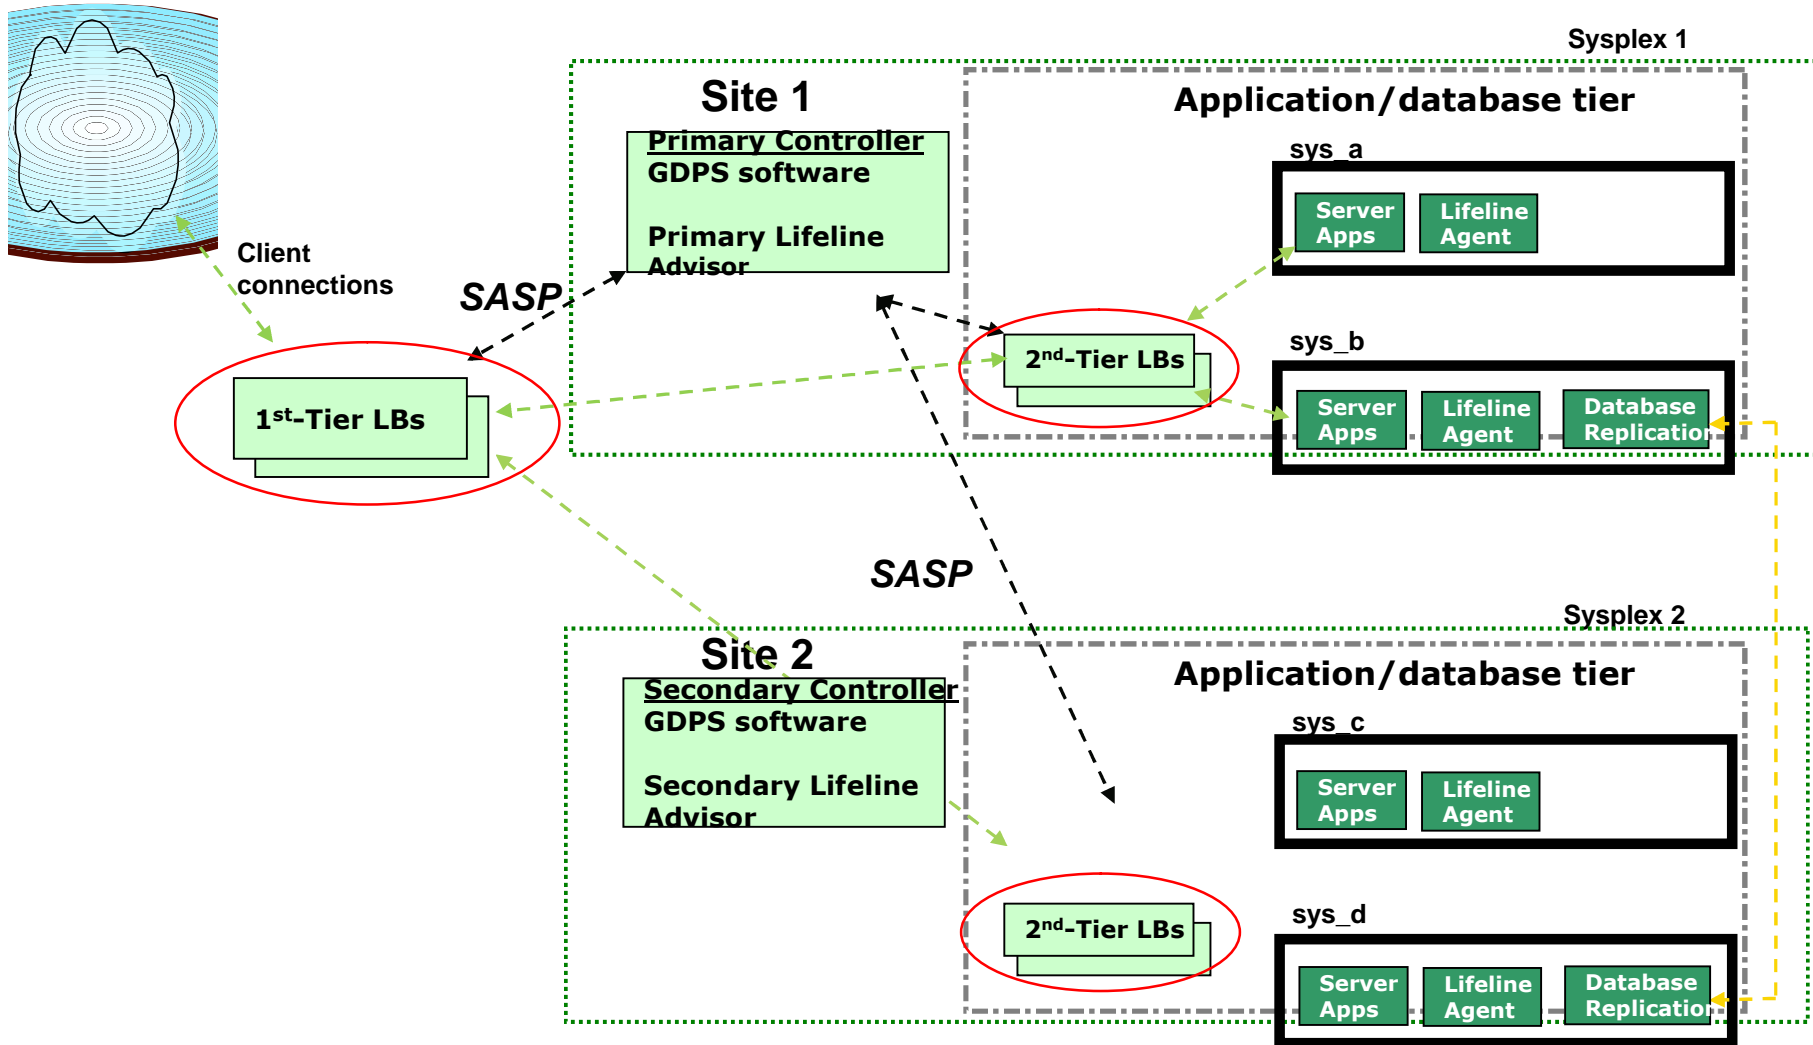 Sysplex 1
Site 1
Application/database tier
Primary Controller
GDPS software
Primary Lifeline
Advisor
sys_a
Server
Apps
Lifeline
Agent
Client
connections
SASP
sys_b
2nd-Tier LBs
1st-Tier LBs
Server
Apps
Lifeline
Agent
Database
Replication
SASP
Sysplex 2
Site 2
Application/database tier
Secondary Controller
GDPS software
Secondary Lifeline
Advisor
sys_c
Server
Apps
Lifeline
Agent
sys_d
2nd-Tier LBs
Server
Apps
Lifeline
Agent
Database
Replication